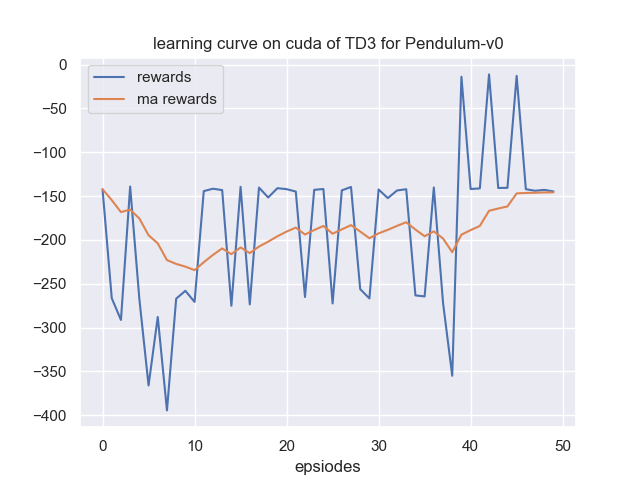 learning curve on cuda of TD3 for Pendulum-v0
rewards
ma rewards
0
−50
−100
−150
−200
−250
−300
−350
−400
0 10 20 30 40 50
epsiodes